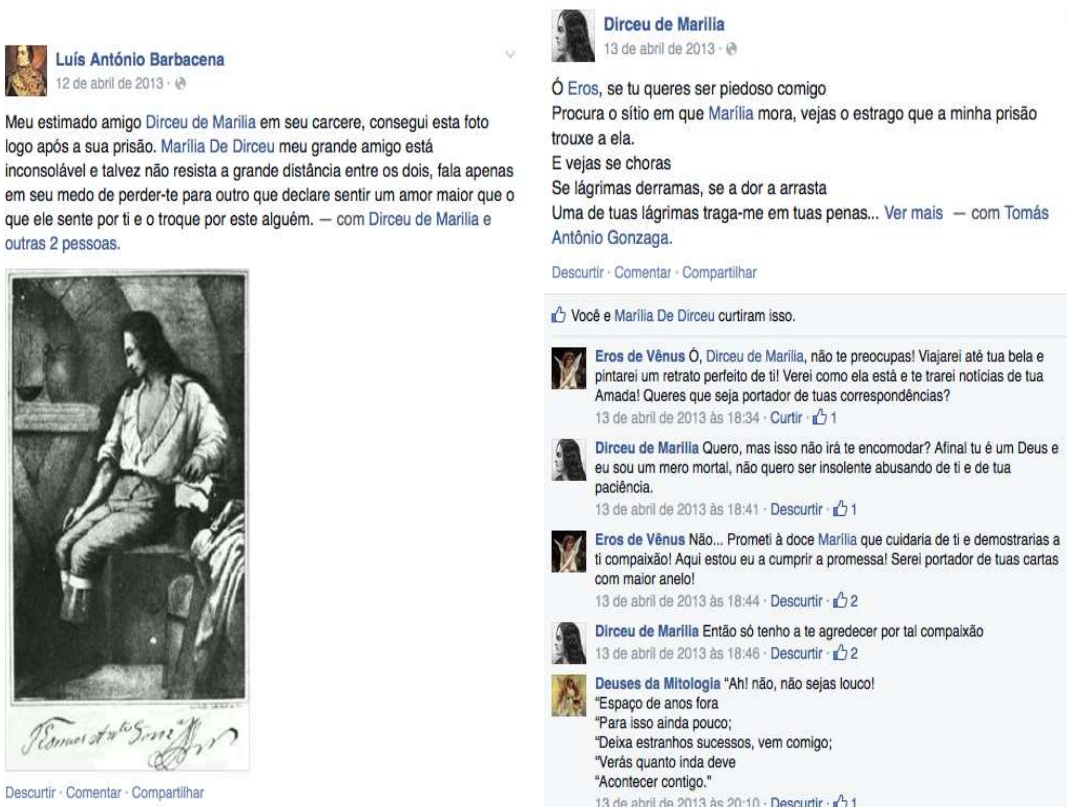 Luís António Barbacena
12 de abril de 2013 ·
Meu estimado amigo Dirceu de Marilia em seu carcere, consegui esta foto
logo após a sua prisão. Marília De Dirceu meu grande amigo está
inconsolável e talvez não resista a grande distância entre os dois, fala apenas
em seu medo de perder-te para outro que declare sentir um amor maior que o
que ele sente por ti e o troque por este alguém. — com Dirceu de Marilia e
outras 2 pessoas.
Descurtir · Comentar · Compartilhar
Dirceu de Marilia
13 de abril de 2013 ·
Ó Eros, se tu queres ser piedoso comigo
Procura o sítio em que Marília mora, vejas o estrago que a minha prisão
trouxe a ela.
E vejas se choras
Se lágrimas derramas, se a dor a arrasta
Uma de tuas lágrimas traga-me em tuas penas... Ver mais — com Tomás
Antônio Gonzaga.
Descurtir · Comentar · Compartilhar
Você e Marília De Dirceu curtiram isso.
Eros de Vênus Ó, Dirceu de Marilia, não te preocupas! Viajarei até tua bela e
pintarei um retrato perfeito de ti! Verei como ela está e te trarei notícias de tua
Amada! Queres que seja portador de tuas correspondências?
13 de abril de 2013 às 18:34 · Curtir · 1
Dirceu de Marilia Quero, mas isso não irá te encomodar? Afinal tu é um Deus e
eu sou um mero mortal, não quero ser insolente abusando de ti e de tua
paciência.
13 de abril de 2013 às 18:41 · Descurtir · 1
Eros de Vênus Não... Prometi à doce Marília que cuidaria de ti e demostrarias a
ti compaixão! Aqui estou eu a cumprir a promessa! Serei portador de tuas cartas
com maior anelo!
13 de abril de 2013 às 18:44 · Descurtir · 2
Dirceu de Marilia Então só tenho a te agredecer por tal compaixão
13 de abril de 2013 às 18:46 · Descurtir · 2
Deuses da Mitologia “Ah! não, não sejas louco!
“Espaço de anos fora
“Para isso ainda pouco;
“Deixa estranhos sucessos, vem comigo;
“Verás quanto inda deve
“Acontecer contigo."
13 de abril de 2013 às 20:10 · Descurtir · 1